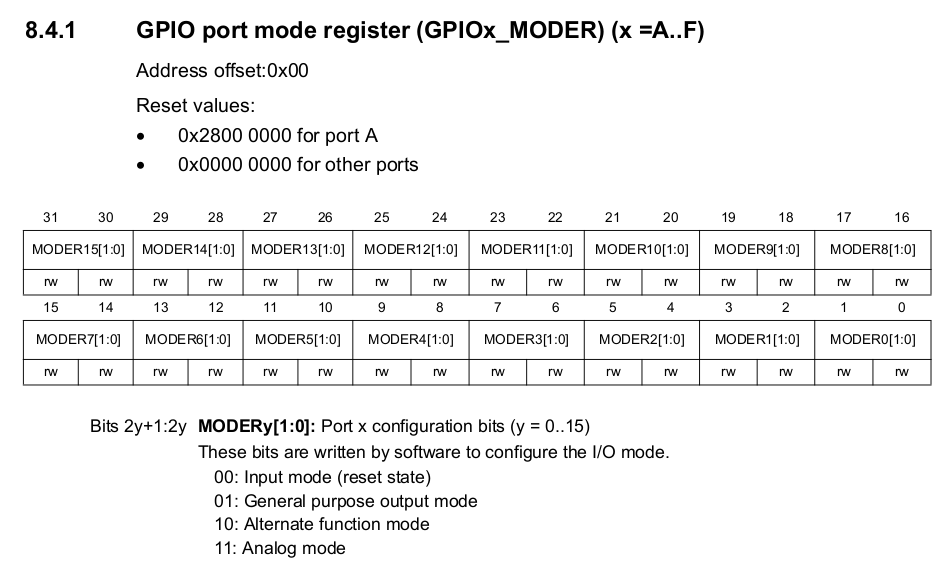 8.4.1 GPIO port mode register (GPIOx_MODER) (x =A..F)
Address offset:0x00
Reset values:
• 0x2800 0000 for port A
• 0x0000 0000 for other ports
31 30 29 28 27 26 25 24 23 22 21 20 19 18 17 16
MODER15[1:0] MODER14[1:0] MODER13[1:0] MODER12[1:0] MODER11[1:0] MODER10[1:0] MODER9[1:0] MODER8[1:0]
rw rw rw rw rw rw rw rw rw rw rw rw rw rw rw rw
15 14 13 12 11 10 9 8 7 6 5 4 3 2 1 0
MODER7[1:0] MODER6[1:0] MODER5[1:0] MODER4[1:0] MODER3[1:0] MODER2[1:0] MODER1[1:0] MODER0[1:0]
rw rw rw rw rw rw rw rw rw rw rw rw rw rw rw rw
Bits 2y+1:2y MODERy[1:0]: Port x configuration bits (y = 0..15)
These bits are written by software to configure the I/O mode.
00: Input mode (reset state)
01: General purpose output mode
10: Alternate function mode
11: Analog mode